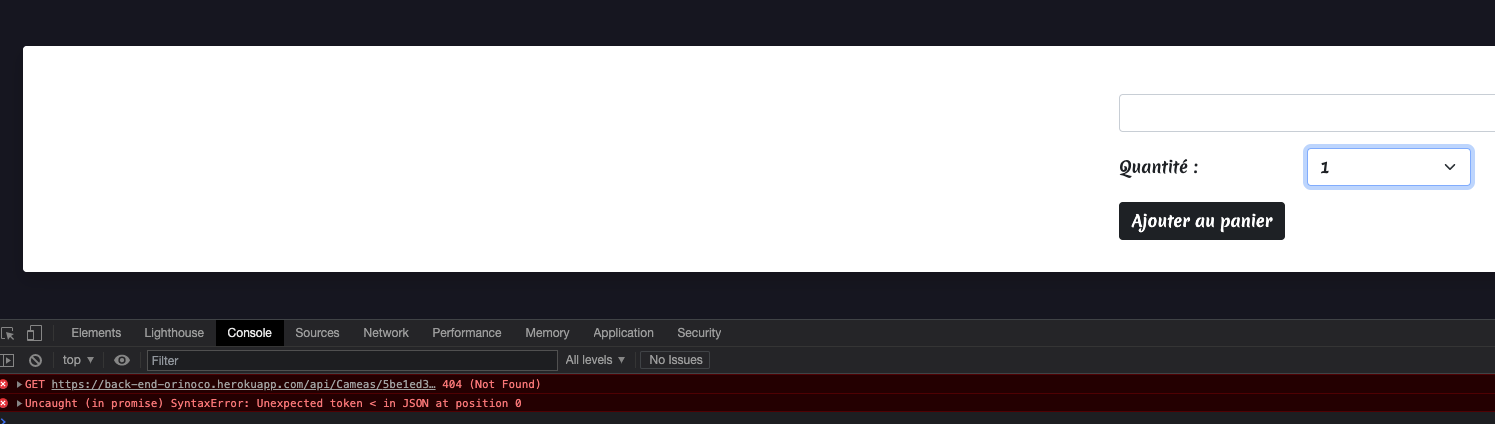 Quantité :
1
Ajouter au panier
Elements Lighthouse Console Sources Network Performance Memory Application Security
top Filter All levels No Issues
GET https://back-end-orinoco.herokuapp.com/api/Cameas/5be1ed3… 404 (Not Found)
Uncaught (in promise) SyntaxError: Unexpected token < in JSON at position 0